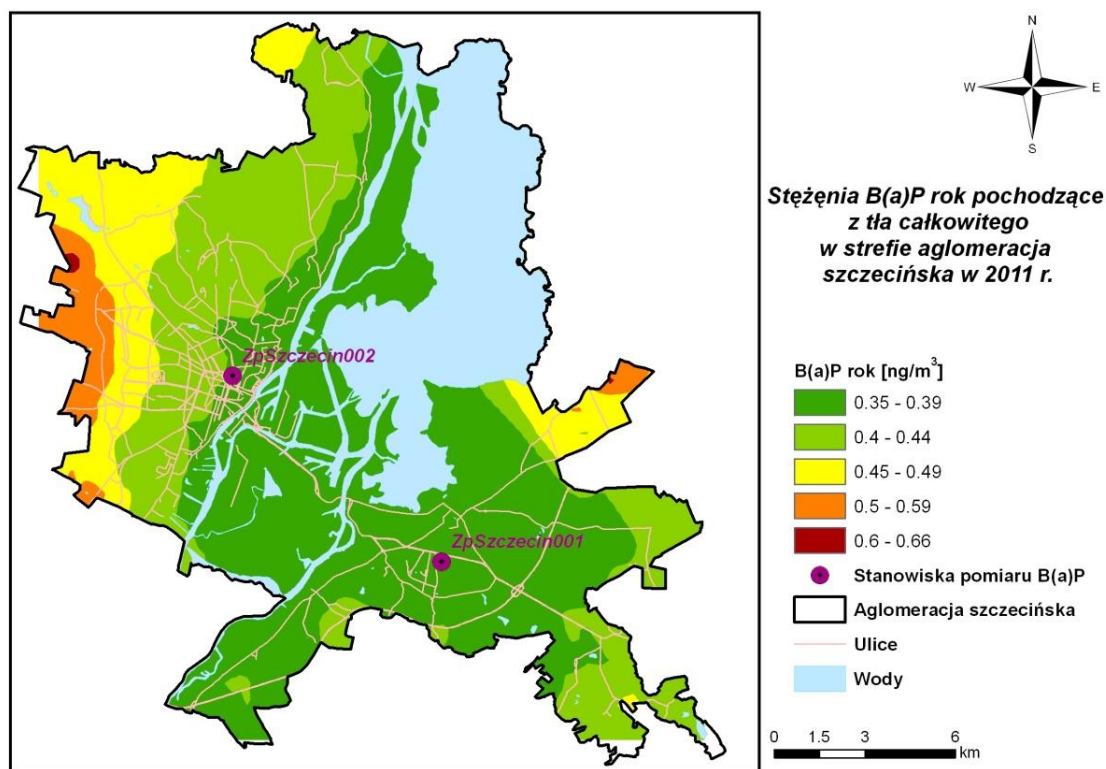 N
W E
S
Stężęnia B(a)P rok pochodzące
z tła całkowitego
w strefie aglomeracja
szczecińska w 2011 r.
ZpSzczecin002
ZpSzczecin001
B(a)P rok [ng/m³]
0.35 - 0.39
0.4 - 0.44
0.45 - 0.49
0.5 - 0.59
0.6 - 0.66
Stanowiska pomiaru B(a)P
Aglomeracja szczecińska
Ulice
Wody
0 1.5 3 6
km